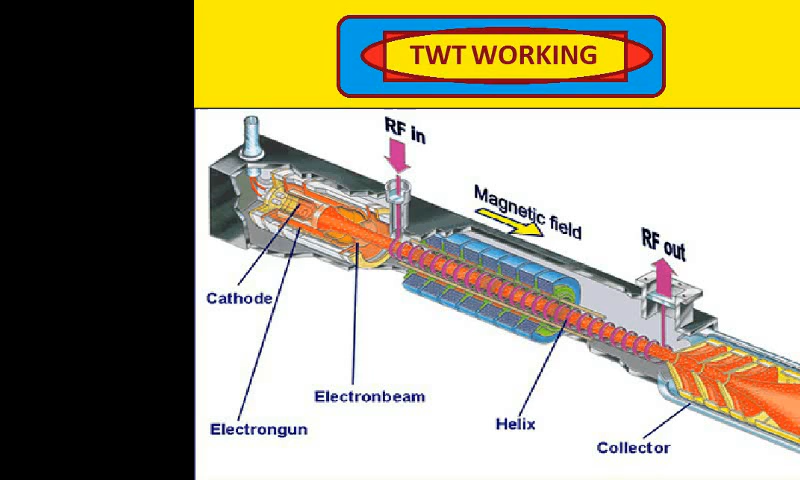 TWT WORKING
RF in
Magnetic field
RF out
Cathode
Electronbeam
Electrongun
Helix
Collector